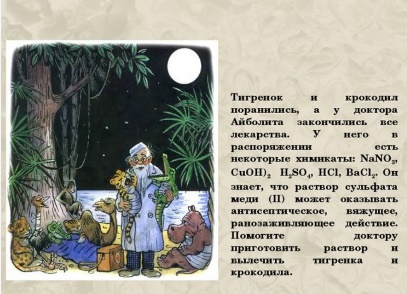 Тигренок и крокодил
поранились, а у доктора
Айболита закончились все
лекарства. У него в
распоряжении есть
некоторые химикаты: NaNO₃,
CuOH)₂ H₂SO₄, HCl, BaCl₂. Он
знает, что раствор сульфата
меди (II) может оказывать
антисептическое, вяжущее,
ранозаживляющее действие.
Помогите доктору
приготовить раствор и
вылечить тигренка и
крокодила.